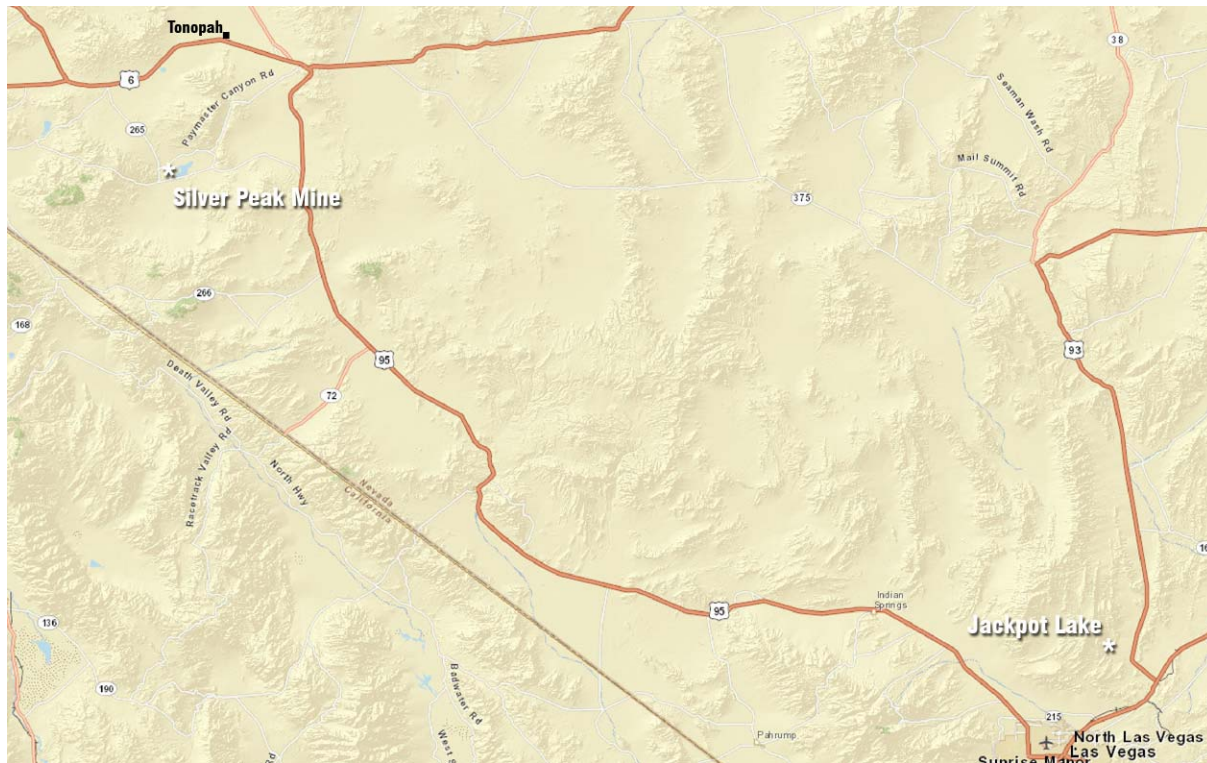 Tonopah
6
Paymaster Canyon Rd
265
Silver Peak Mine
38
Seaman Wash Rd
Mail Summit Rd
375
266
168
95
93
72
Death Valley Rd
Racetrack Valley Rd
North Hwy
Nevada
California
136
190
Badwater Rd
95
Indian
Springs
Jackpot Lake
Pahrump
215
North Las Vegas
Las Vegas
Sunrise Manor